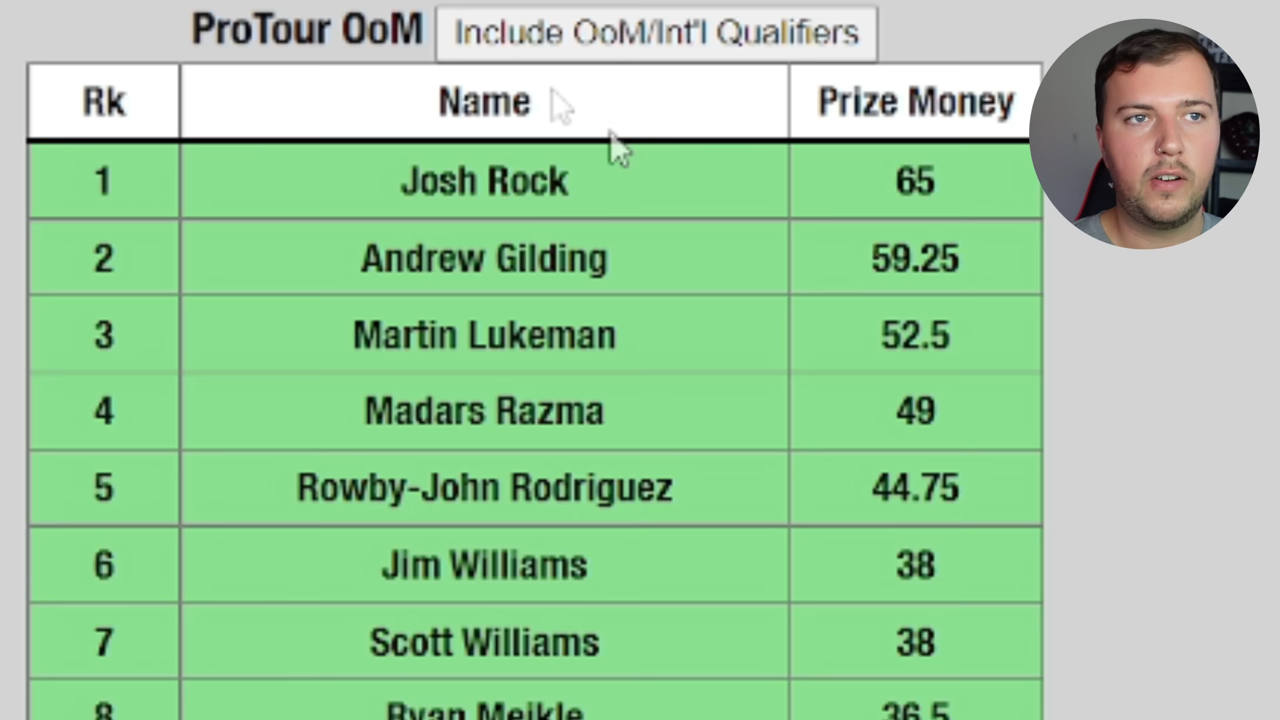 ProTour OoM Include OoM/Int'l Qualifiers
Rk Name Prize Money
1 Josh Rock 65
2 Andrew Gilding 59.25
3 Martin Lukeman 52.5
4 Madars Razma 49
5 Rowby-John Rodriguez 44.75
6 Jim Williams 38
7 Scott Williams 38
8 Ryan Meikle 36.5